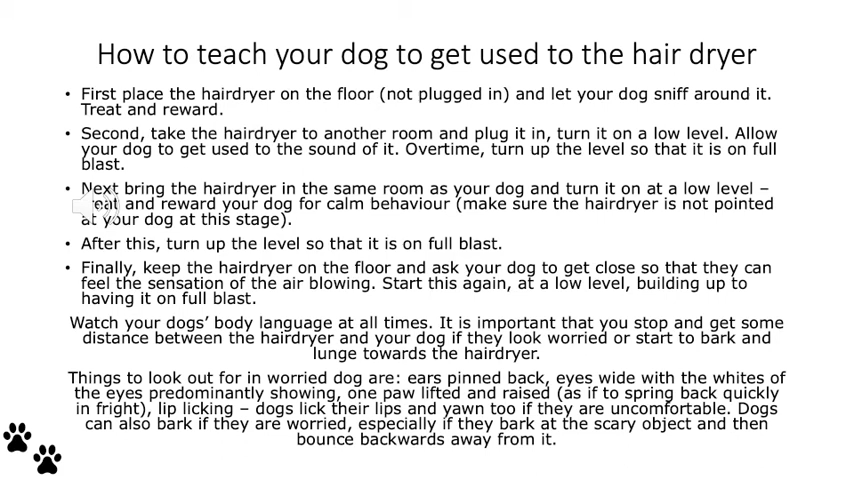 How to teach your dog to get used to the hair dryer
• First place the hairdryer on the floor (not plugged in) and let your dog sniff around it.
Treat and reward.
• Second, take the hairdryer to another room and plug it in, turn it on a low level. Allow
your dog to get used to the sound of it. Overtime, turn up the level so that it is on full
blast.
• Next bring the hairdryer in the same room as your dog and turn it on at a low level –
treat and reward your dog for calm behaviour (make sure the hairdryer is not pointed
at your dog at this stage).
• After this, turn up the level so that it is on full blast.
• Finally, keep the hairdryer on the floor and ask your dog to get close so that they can
feel the sensation of the air blowing. Start this again, at a low level, building up to
having it on full blast.
Watch your dogs’ body language at all times. It is important that you stop and get some
distance between the hairdryer and your dog if they look worried or start to bark and
lunge towards the hairdryer.
Things to look out for in worried dog are: ears pinned back, eyes wide with the whites of
the eyes predominantly showing, one paw lifted and raised (as if to spring back quickly
in fright), lip licking – dogs lick their lips and yawn too if they are uncomfortable. Dogs
can also bark if they are worried, especially if they bark at the scary object and then
bounce backwards away from it.